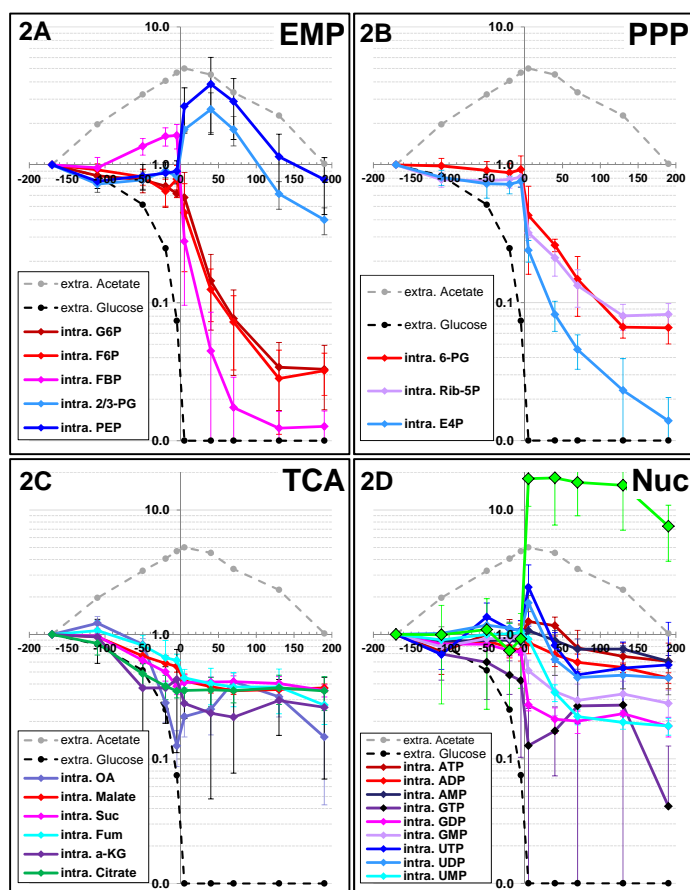 2A EMP
10.0
1.0
-200 -150 -100 -50 0 50 100 150 200
0.1
0.0
extra. Acetate
extra. Glucose
intra. G6P
intra. F6P
intra. FBP
intra. 2/3-PG
intra. PEP
2B PPP
10.0
1.0
-200 -150 -100 -50 0 50 100 150 200
0.1
0.0
extra. Acetate
extra. Glucose
intra. 6-PG
intra. Rib-5P
intra. E4P
2C TCA
10.0
1.0
-200 -150 -100 -50 0 50 100 150 200
0.1
0.0
extra. Acetate
extra. Glucose
intra. OA
intra. Malate
intra. Suc
intra. Fum
intra. a-KG
intra. Citrate
2D Nuc
10.0
1.0
-200 -150 -100 -50 0 50 100 150 200
0.1
0.0
extra. Acetate
extra. Glucose
intra. ATP
intra. ADP
intra. AMP
intra. GTP
intra. GDP
intra. GMP
intra. UTP
intra. UDP
intra. UMP